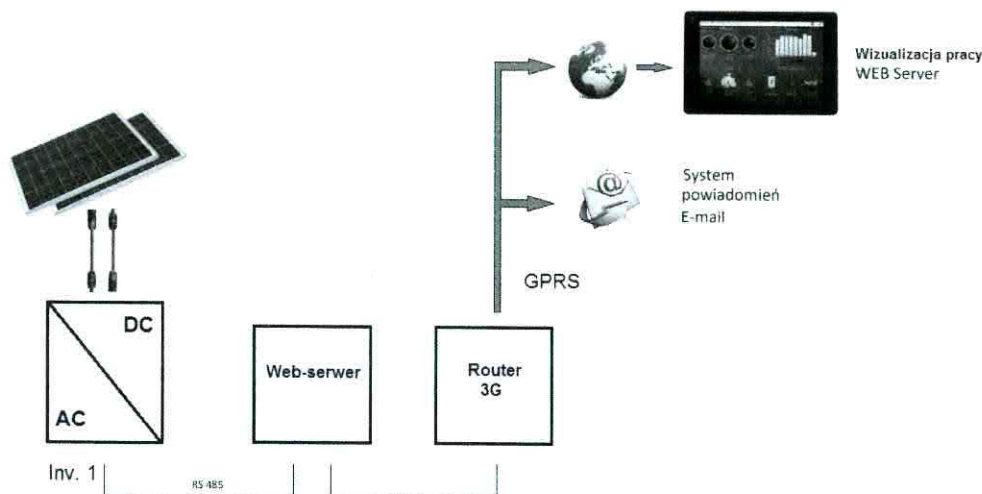 Wizualizacja pracy
WEB Server
System
powiadomień
E-mail
GPRS
DC
AC
Web-serwer
Router
3G
Inv. 1
RS 485